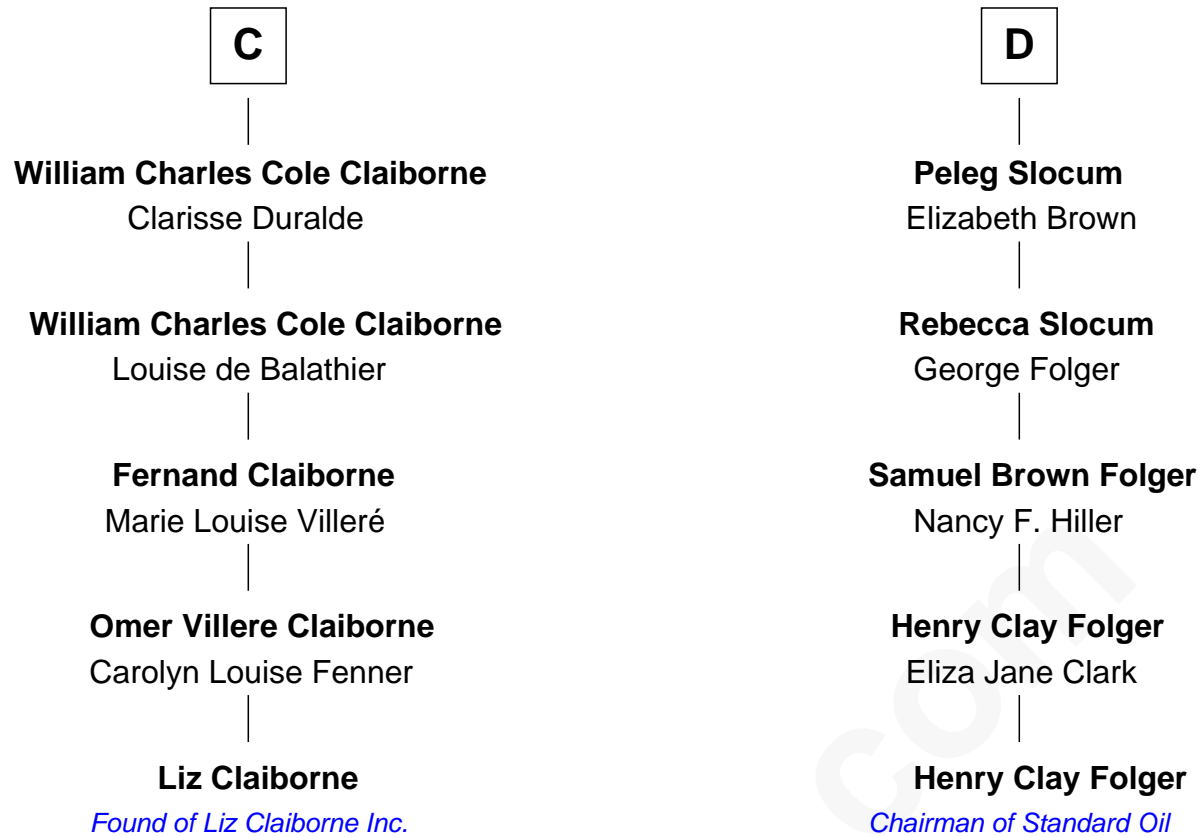 C
William Charles Cole Claiborne
Clarisse Duralde
William Charles Cole Claiborne
Louise de Balathier
Fernand Claiborne
Marie Louise Villeré
Omer Villere Claiborne
Carolyn Louise Fenner
Liz Claiborne
Found of Liz Claiborne Inc.
D
Peleg Slocum
Elizabeth Brown
Rebecca Slocum
George Folger
Samuel Brown Folger
Nancy F. Hiller
Henry Clay Folger
Eliza Jane Clark
Henry Clay Folger
Chairman of Standard Oil
com